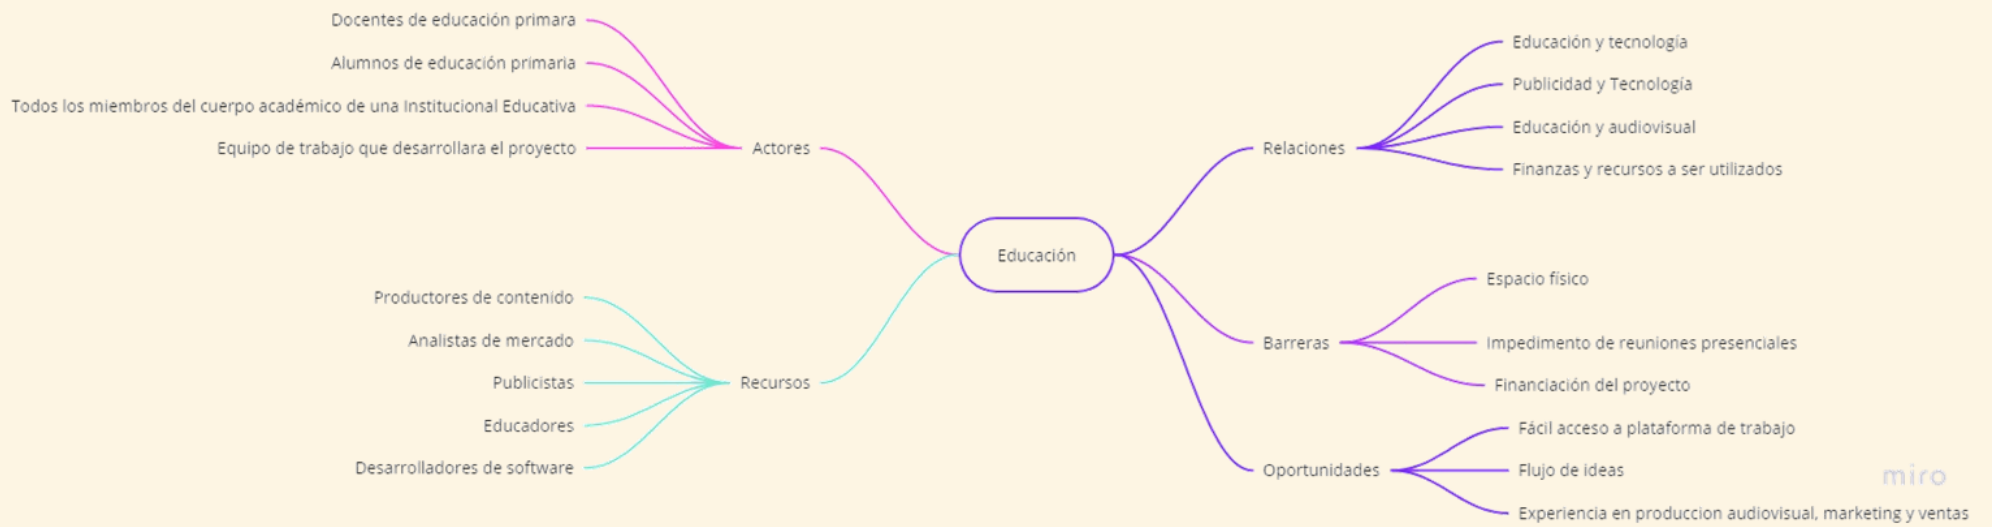 Docentes de educación primara
Alumnos de educación primaria
Todos los miembros del cuerpo académico de una Institucional Educativa
Equipo de trabajo que desarrollara el proyecto
Actores
Productores de contenido
Analistas de mercado
Publicistas
Educadores
Desarrolladores de software
Recursos
Educación
Relaciones
Educación y tecnología
Publicidad y Tecnología
Educación y audiovisual
Finanzas y recursos a ser utilizados
Barreras
Espacio físico
Impedimento de reuniones presenciales
Financiación del proyecto
Oportunidades
Fácil acceso a plataforma de trabajo
Flujo de ideas
Experiencia en produccion audiovisual, marketing y ventas
miro